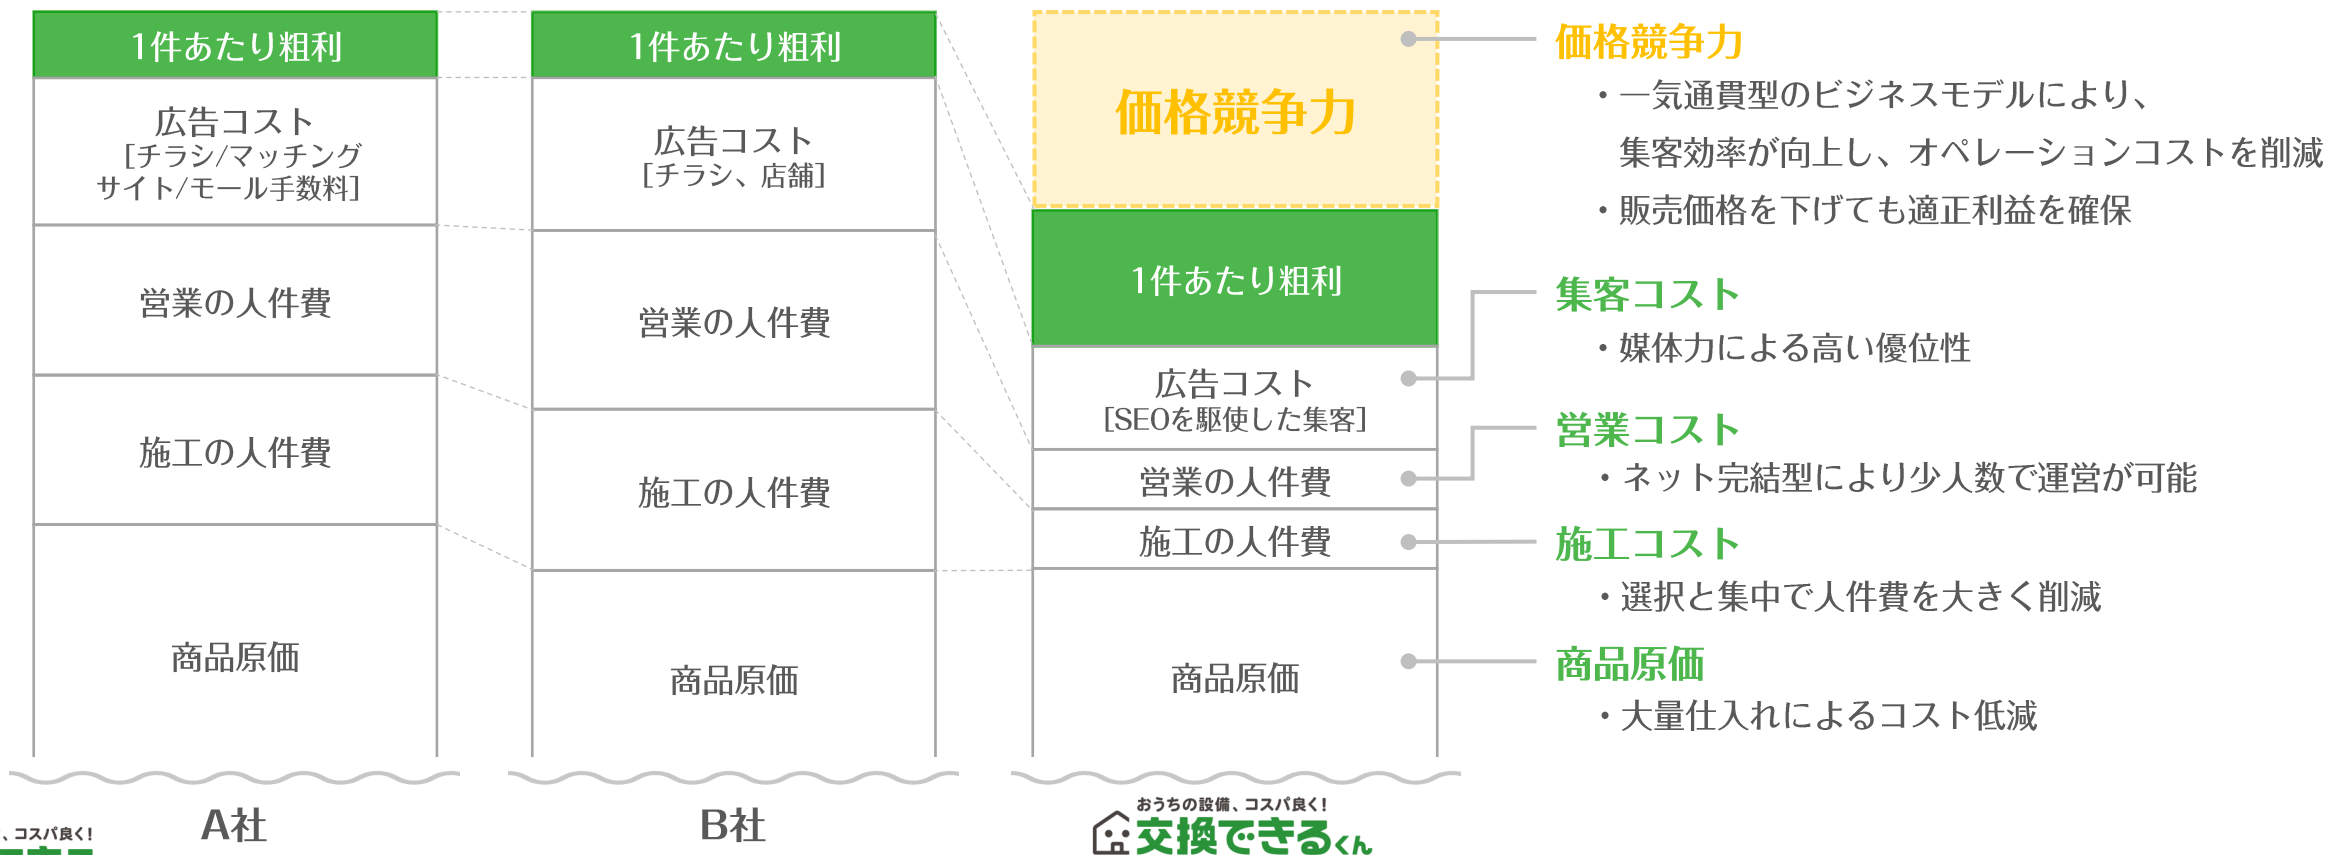 1件あたり粗利
広告コスト
[チラシ/マッチング
サイト/モール手数料]
営業の人件費
施工の人件費
商品原価
A社
1件あたり粗利
広告コスト
[チラシ、店舗]
営業の人件費
施工の人件費
商品原価
B社
価格競争力
1件あたり粗利
広告コスト
[SEOを駆使した集客]
営業の人件費
施工の人件費
商品原価
おうちの設備、コスパ良く!
交換できるくん
価格競争力
・一気通貫型のビジネスモデルにより、
集客効率が向上し、オペレーションコストを削減
・販売価格を下げても適正利益を確保
集客コスト
・媒体力による高い優位性
営業コスト
・ネット完結型により少人数で運営が可能
施工コスト
・選択と集中で人件費を大きく削減
商品原価
・大量仕入れによるコスト低減
、コスパ良く!